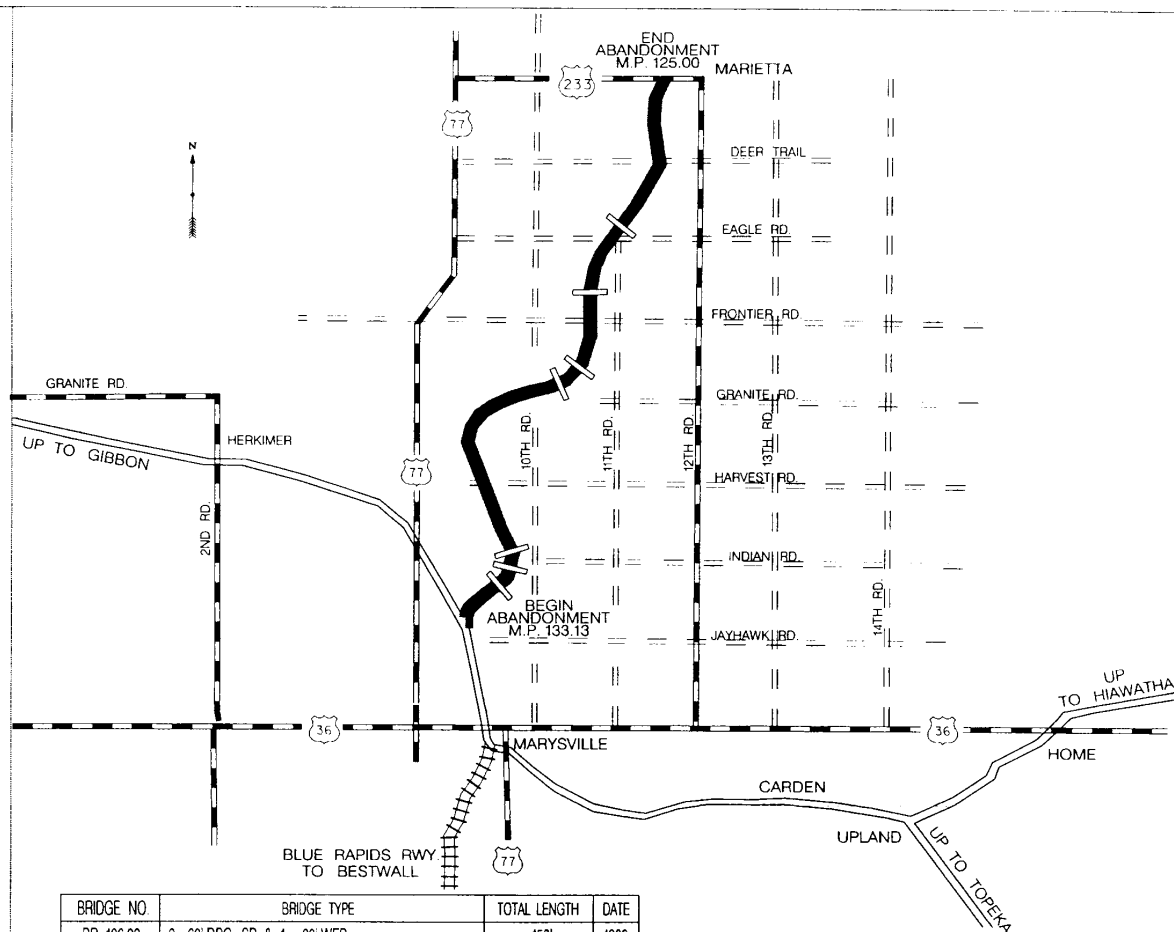 END
ABANDONMENT
M.P. 125.00
MARIETTA
233
77
N
DEER TRAIL
EAGLE RD.
FRONTIER RD.
GRANITE RD.
GRANITE RD.
HERKIMER
UP TO GIBBON
77
10TH RD.
11TH RD.
12TH RD.
13TH RD.
HARVEST RD.
2ND RD.
INDIAN RD.
BEGIN
ABANDONMENT
M.P. 133.13
14TH RD.
JAYHAWK RD.
UP
TO HIAWATHA
36
36
MARYSVILLE
HOME
CARDEN
UPLAND
UP TO TOPEKA
BLUE RAPIDS RWY.
TO BESTWALL
77
BRIDGE NO. BRIDGE TYPE TOTAL LENGTH DATE